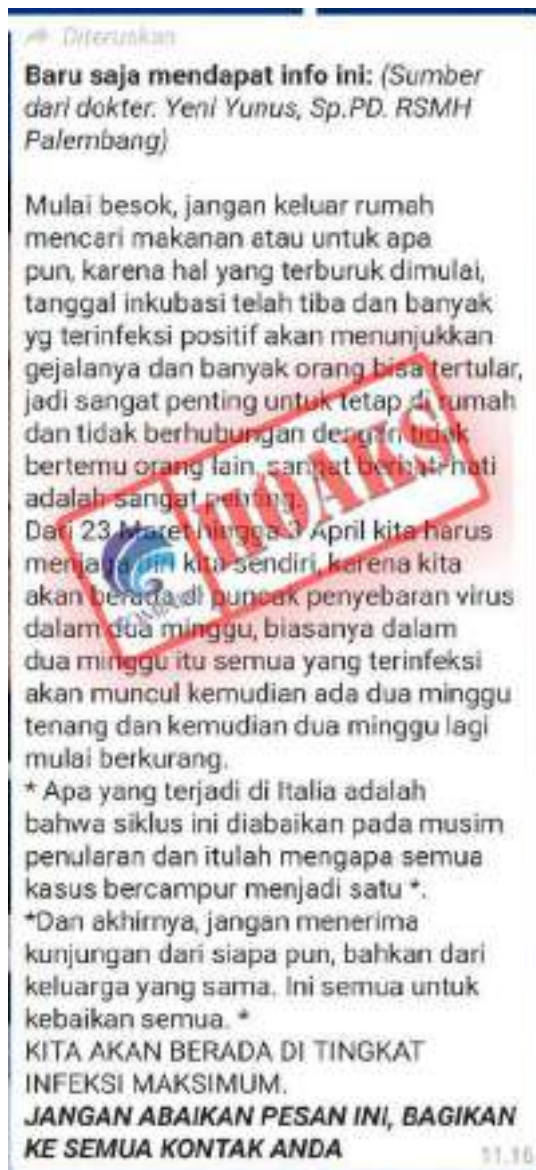 Diteruskan
Baru saja mendapat info ini: (Sumber
dari dokter. Yeni Yunus, Sp.PD. RSMH
Palembang)
Mulai besok, jangan keluar rumah
mencari makanan atau untuk apa
pun, karena hal yang terburuk dimulai,
tanggal inkubasi telah tiba dan banyak
yg terinfeksi positif akan menunjukkan
gejalanya dan banyak orang bisa tertular,
jadi sangat penting untuk tetap di rumah
dan tidak berhubungan dengan tidak
bertemu orang lain, sangat berhati-hati
adalah sangat penting.
Dari 23 Maret hingga 3 April kita harus
menjaga diri kita sendiri, karena kita
akan berada di puncak penyebaran virus
dalam dua minggu, biasanya dalam
dua minggu itu semua yang terinfeksi
akan muncul kemudian ada dua minggu
tenang dan kemudian dua minggu lagi
mulai berkurang.
* Apa yang terjadi di Italia adalah
bahwa siklus ini diabaikan pada musim
penularan dan itulah mengapa semua
kasus bercampur menjadi satu *.
*Dan akhirnya, jangan menerima
kunjungan dari siapa pun, bahkan dari
keluarga yang sama. Ini semua untuk
kebaikan semua. *
KITA AKAN BERADA DI TINGKAT
INFEKSI MAKSIMUM.
JANGAN ABAIKAN PESAN INI, BAGIKAN
KE SEMUA KONTAK ANDA
11.16
HOAKS